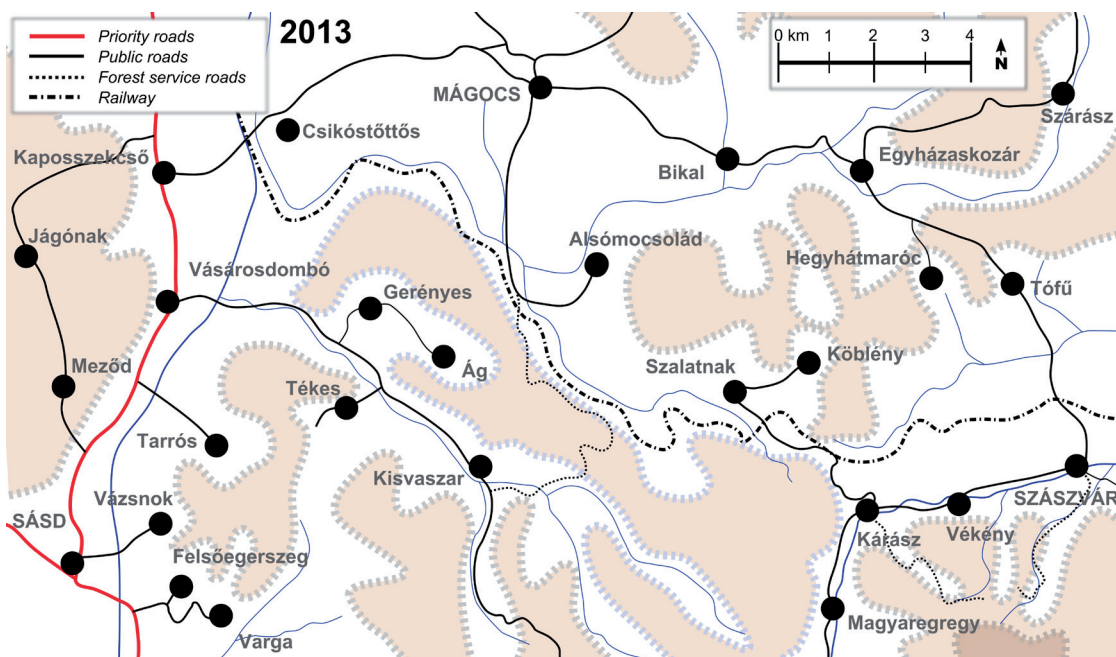 Priority roads
Public roads
Forest service roads
Railway
2013
0 km 1 2 3 4
N
MÁGOCS
Szárász
Csikóstőttős
Kaposszekcső
Bikal
Egyházaskozár
Jágónak
Alsómocsolád
Hegyhátmaróc
Vásárosdombó
Gerényes
Tófű
Meződ
Ág
Szalatnak
Köblény
Tékes
Tarrós
Kisvaszar
Vázsnok
SÁSD
SZÁSZVÁR
Kárász
Vékény
Felsőegerszeg
Varga
Magyaregregy